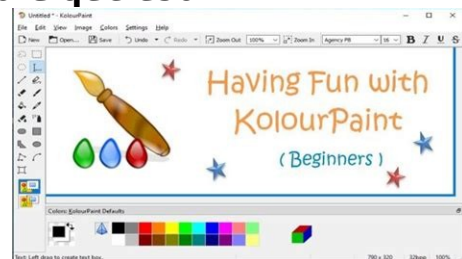 Untitled * - KolourPaint
File Edit View Image Colors Settings Help
New Open... Save Undo Redo Zoom Out 100% Zoom In Agency FB 16 B I U S
Having Fun with
KolourPaint
( Beginners )
Colors: KolourPaint Defaults
Text: Left drag to create text box. 790 x 320 32bpp 100%